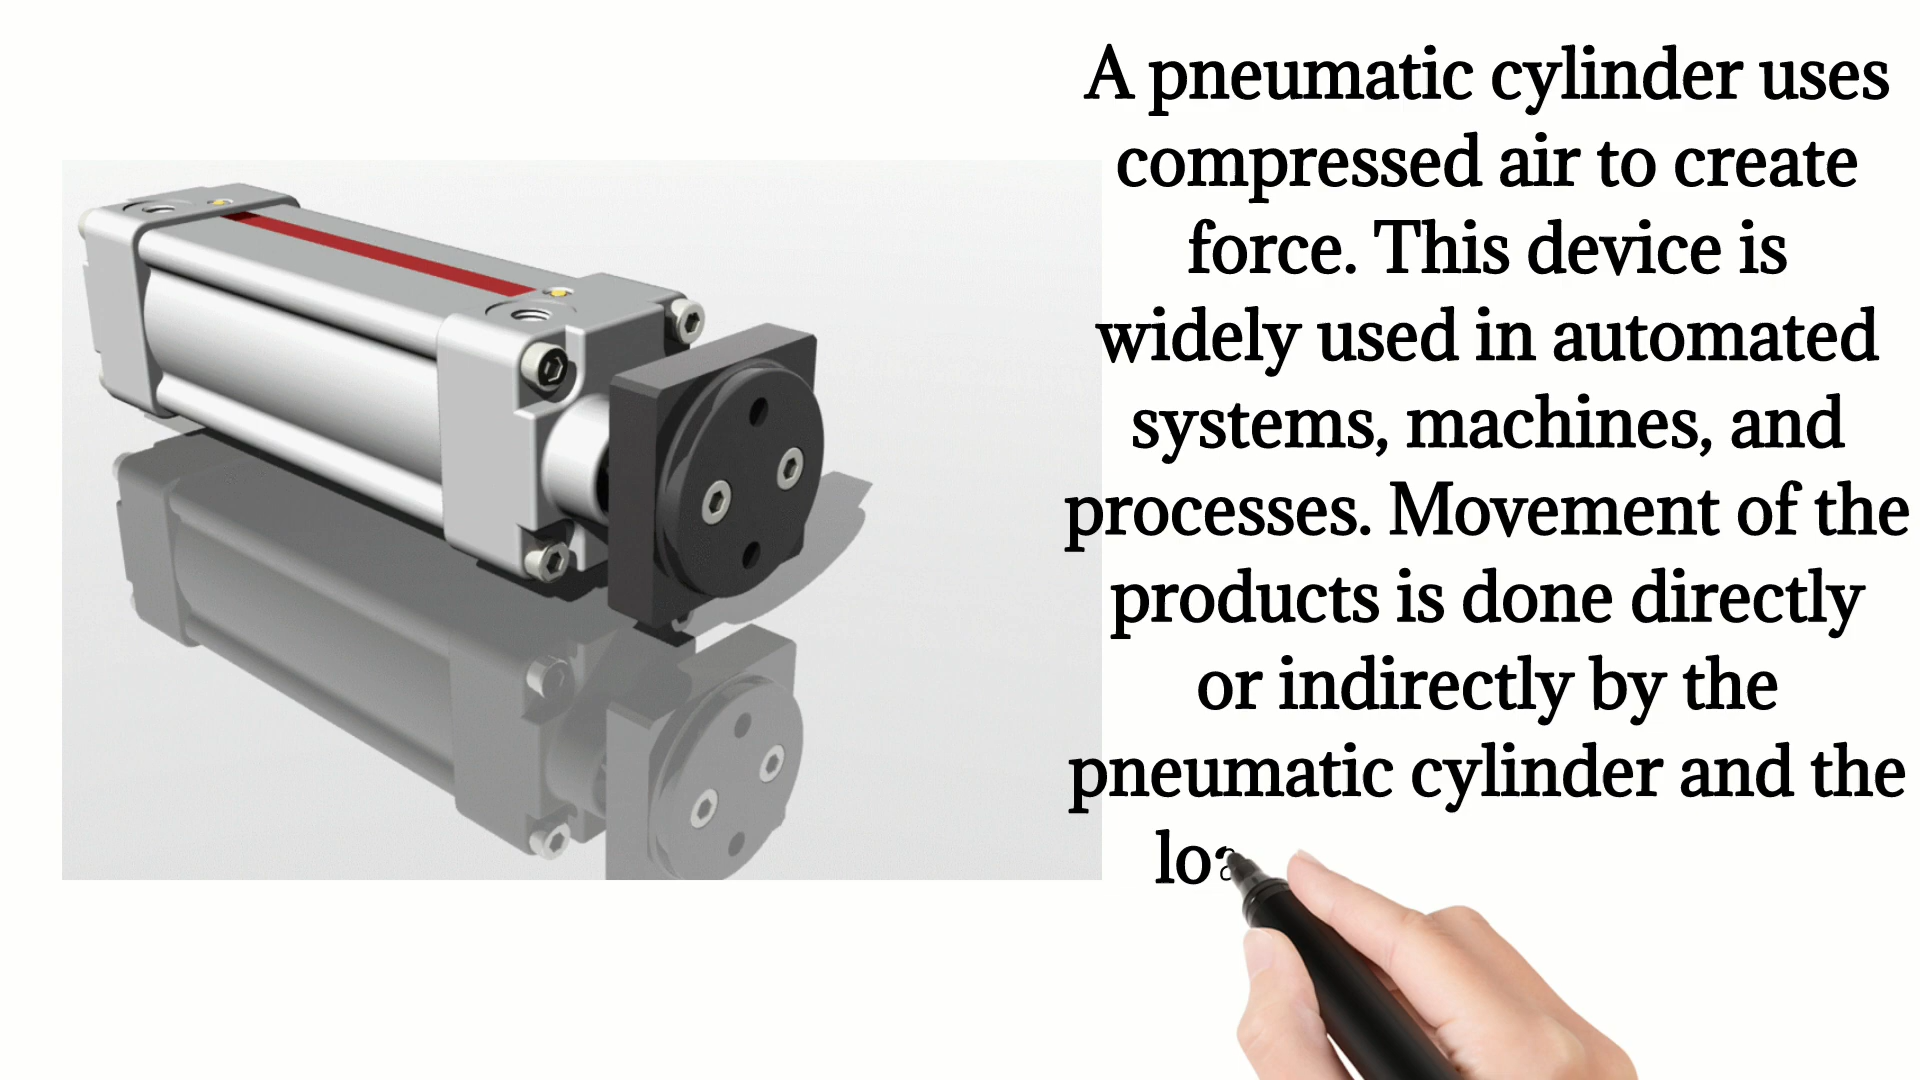 A pneumatic cylinder uses
compressed air to create
force. This device is
widely used in automated
systems, machines, and
processes. Movement of the
products is done directly
or indirectly by the
pneumatic cylinder and the
loa